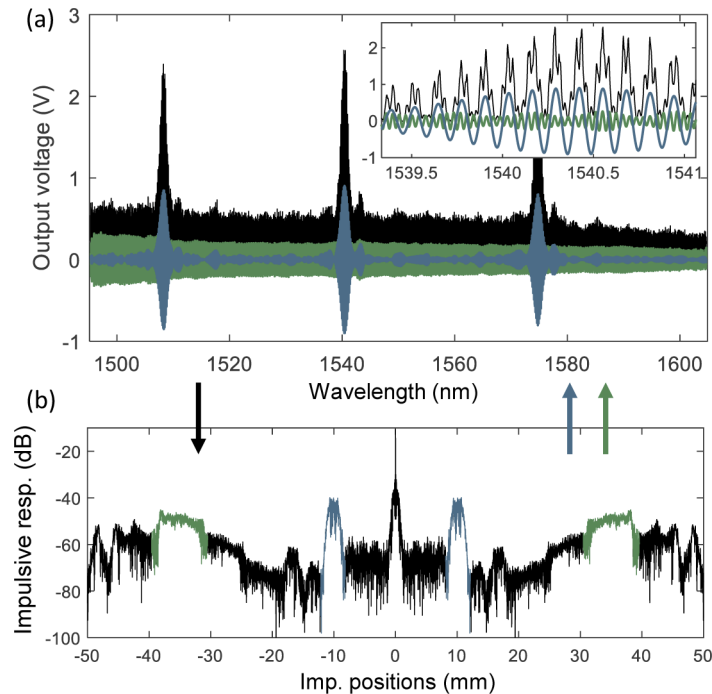 (a)
Output voltage (V)
3
2
1
0
-1
2
1
0
-1
1539.5 1540 1540.5 1541
1500 1520 1540 1560 1580 1600
Wavelength (nm)
(b)
Impulsive resp. (dB)
-20
-40
-60
-80
-100
-50 -40 -30 -20 -10 0 10 20 30 40 50
Imp. positions (mm)